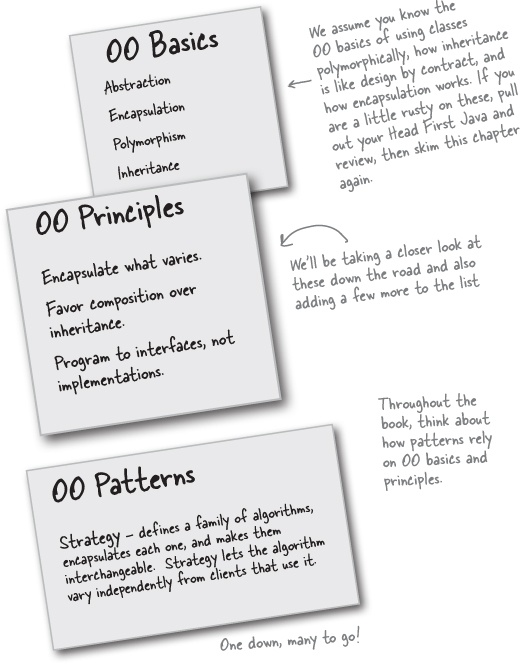 OO Basics
Abstraction
Encapsulation
Polymorphism
Inheritance
We assume you know the
OO basics of using classes
polymorphically, how inheritance
is like design by contract, and
how encapsulation works. If you
are a little rusty on these, pull
out your Head First Java and
review, then skim this chapter
again.
OO Principles
Encapsulate what varies.
Favor composition over
inheritance.
Program to interfaces, not
implementations.
We'll be taking a closer look at
these down the road and also
adding a few more to the list
Throughout the
book, think about
how patterns rely
on OO basics and
principles.
OO Patterns
Strategy – defines a family of algorithms,
encapsulates each one, and makes them
interchangeable. Strategy lets the algorithm
vary independently from clients that use it.
One down, many to go!